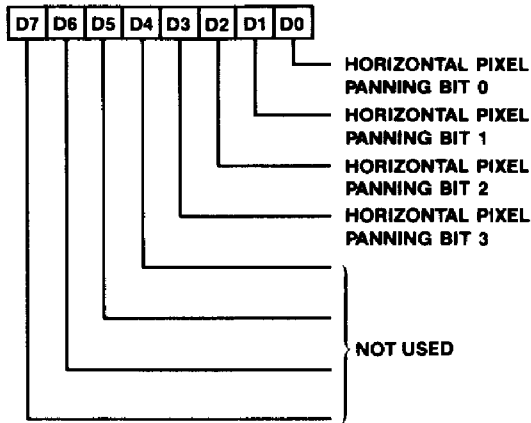 D7 D6 D5 D4 D3 D2 D1 D0
HORIZONTAL PIXEL
PANNING BIT 0
HORIZONTAL PIXEL
PANNING BIT 1
HORIZONTAL PIXEL
PANNING BIT 2
HORIZONTAL PIXEL
PANNING BIT 3
NOT USED